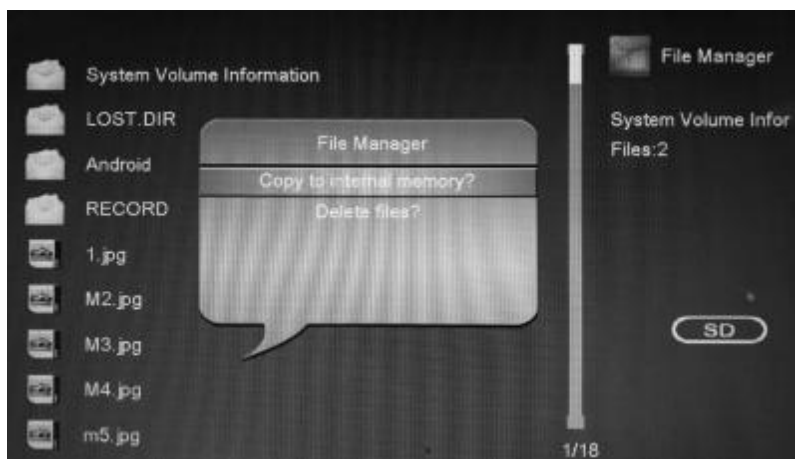 System Volume Information
LOST.DIR
Android
RECORD
1.jpg
M2.jpg
M3.jpg
M4.jpg
m5.jpg
File Manager
Copy to internal memory?
Delete files?
1/18
File Manager
System Volume Infor
Files:2
SD